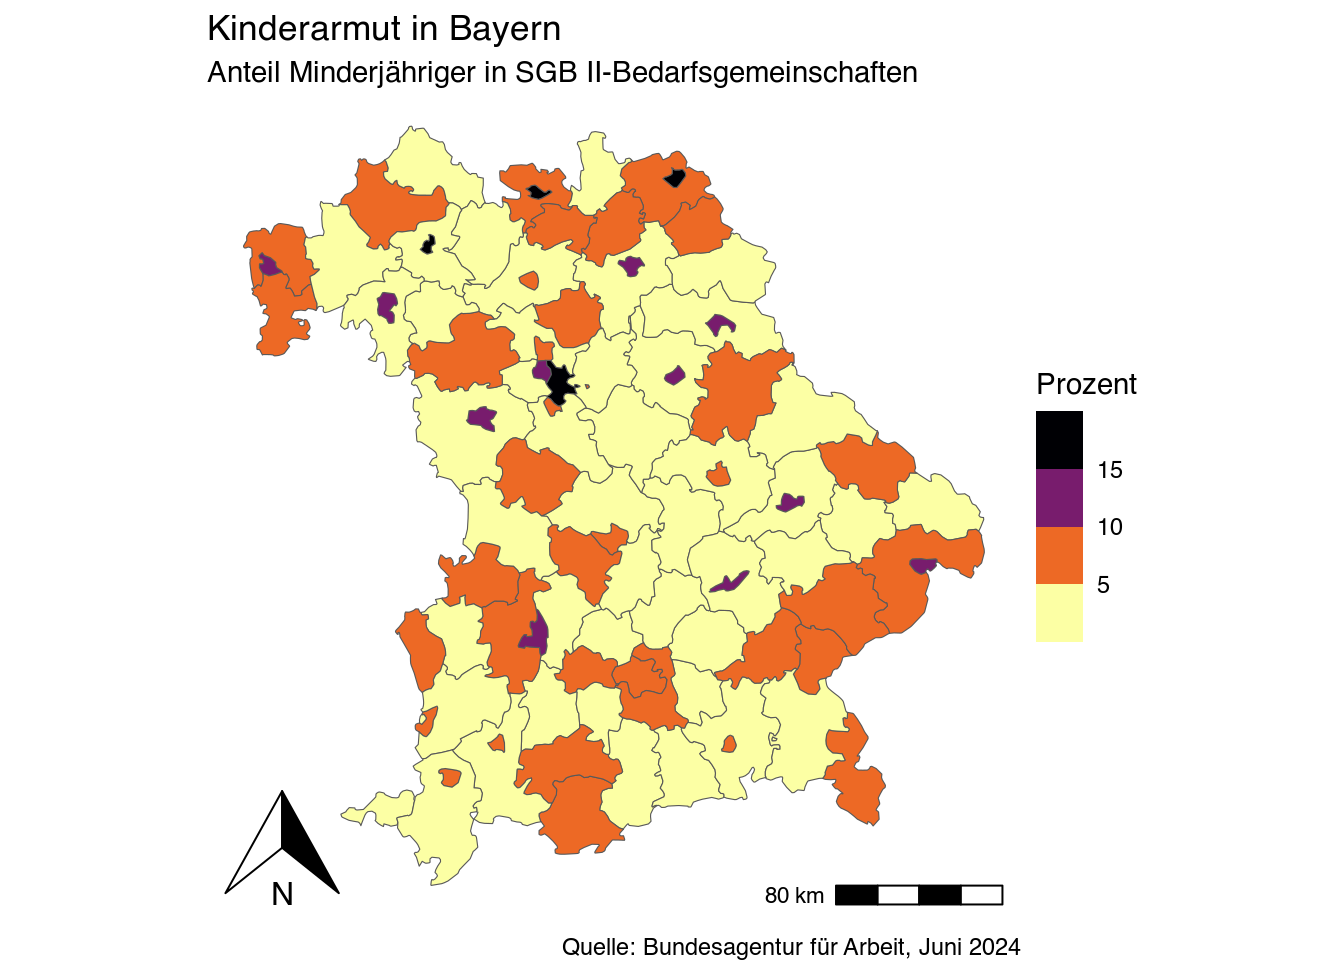 Kinderarmut in Bayern
Anteil Minderjähriger in SGB II-Bedarfsgemeinschaften
Prozent
15
10
5
N
80 km
Quelle: Bundesagentur für Arbeit, Juni 2024